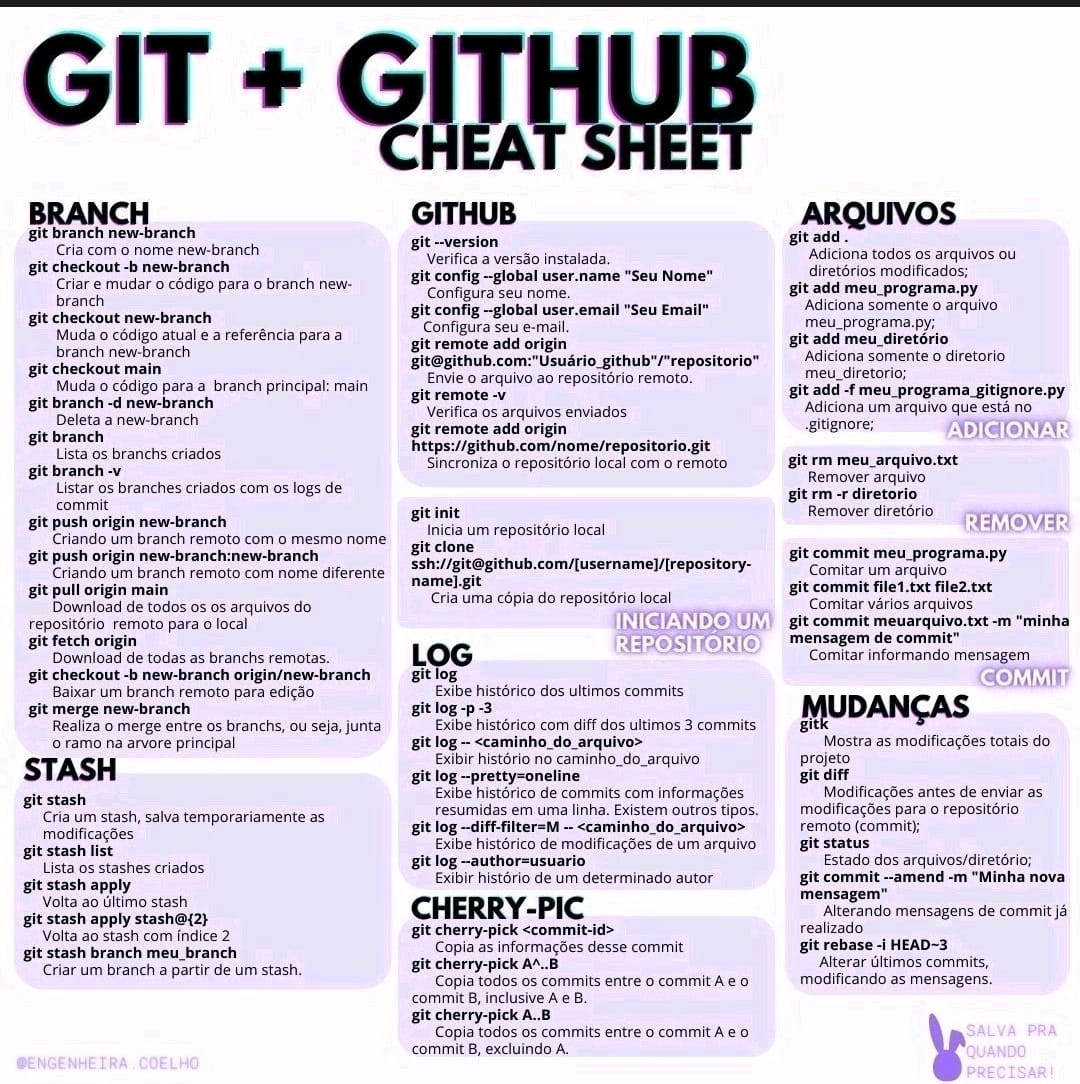 GIT + GITHUB
CHEAT SHEET
BRANCH
git branch new-branch
Cria com o nome new-branch
git checkout -b new-branch
Criar e mudar o código para o branch new-
branch
git checkout new-branch
Muda o código atual e a referência para a
branch new-branch
git checkout main
Muda o código para a branch principal: main
git branch -d new-branch
Deleta a new-branch
git branch
Lista os branchs criados
git branch -v
Listar os branches criados com os logs de
commit
git push origin new-branch
Criando um branch remoto com o mesmo nome
git push origin new-branch:new-branch
Criando um branch remoto com nome diferente
git pull origin main
Download de todos os os arquivos do
repositório remoto para o local
git fetch origin
Download de todas as branchs remotas.
git checkout -b new-branch origin/new-branch
Baixar um branch remoto para edição
git merge new-branch
Realiza o merge entre os branchs, ou seja, junta
o ramo na arvore principal
STASH
git stash
Cria um stash, salva temporariamente as
modificações
git stash list
Lista os stashes criados
git stash apply
Volta ao último stash
git stash apply stash@{2}
Volta ao stash com índice 2
git stash branch meu_branch
Criar um branch a partir de um stash.
@ENGENHEIRA.COELHO
GITHUB
git --version
Verifica a versão instalada.
git config --global user.name "Seu Nome"
Configura seu nome.
git config --global user.email "Seu Email"
Configura seu e-mail.
git remote add origin
git@github.com:"Usuário_github"/"repositorio"
Envie o arquivo ao repositório remoto.
git remote -v
Verifica os arquivos enviados
git remote add origin
https://github.com/nome/repositorio.git
Sincroniza o repositório local com o remoto
git init
Inicia um repositório local
git clone
ssh://git@github.com/[username]/[repository-
name].git
Cria uma cópia do repositório local
INICIANDO UM
REPOSITÓRIO
LOG
git log
Exibe histórico dos ultimos commits
git log -p -3
Exibe histórico com diff dos ultimos 3 commits
git log -- <caminho_do_arquivo>
Exibir histório no caminho_do_arquivo
git log --pretty=oneline
Exibe histórico de commits com informações
resumidas em uma linha. Existem outros tipos.
git log --diff-filter=M -- <caminho_do_arquivo>
Exibe histórico de modificações de um arquivo
git log --author=usuario
Exibir histório de um determinado autor
CHERRY-PIC
git cherry-pick <commit-id>
Copia as informações desse commit
git cherry-pick A^..B
Copia todos os commits entre o commit A e o
commit B, inclusive A e B.
git cherry-pick A..B
Copia todos os commits entre o commit A e o
commit B, excluindo A.
ARQUIVOS
git add .
Adiciona todos os arquivos ou
diretórios modificados;
git add meu_programa.py
Adiciona somente o arquivo
meu_programa.py;
git add meu_diretório
Adiciona somente o diretorio
meu_diretorio;
git add -f meu_programa_gitignore.py
Adiciona um arquivo que está no
.gitignore;
ADICIONAR
git rm meu_arquivo.txt
Remover arquivo
git rm -r diretorio
Remover diretório
REMOVER
git commit meu_programa.py
Comitar um arquivo
git commit file1.txt file2.txt
Comitar vários arquivos
git commit meuarquivo.txt -m "minha
mensagem de commit"
Comitar informando mensagem
COMMIT
MUDANÇAS
gitk
Mostra as modificações totais do
projeto
git diff
Modificações antes de enviar as
modificações para o repositório
remoto (commit);
git status
Estado dos arquivos/diretório;
git commit --amend -m "Minha nova
mensagem"
Alterando mensagens de commit já
realizado
git rebase -i HEAD~3
Alterar últimos commits,
modificando as mensagens.
SALVA PRA
QUANDO
PRECISAR!